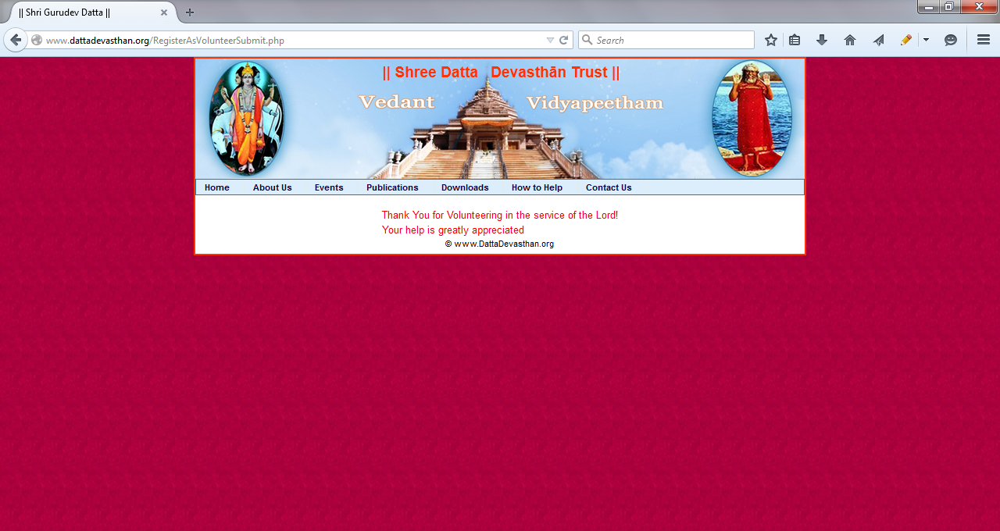 || Shri Gurudev Datta ||
www.dattadevasthan.org/RegisterAsVolunteerSubmit.php
Search
|| Shree Datta Devasthān Trust ||
Vedant Vidyapeetham
Home About Us Events Publications Downloads How to Help Contact Us
Thank You for Volunteering in the service of the Lord!
Your help is greatly appreciated
© www.DattaDevasthan.org